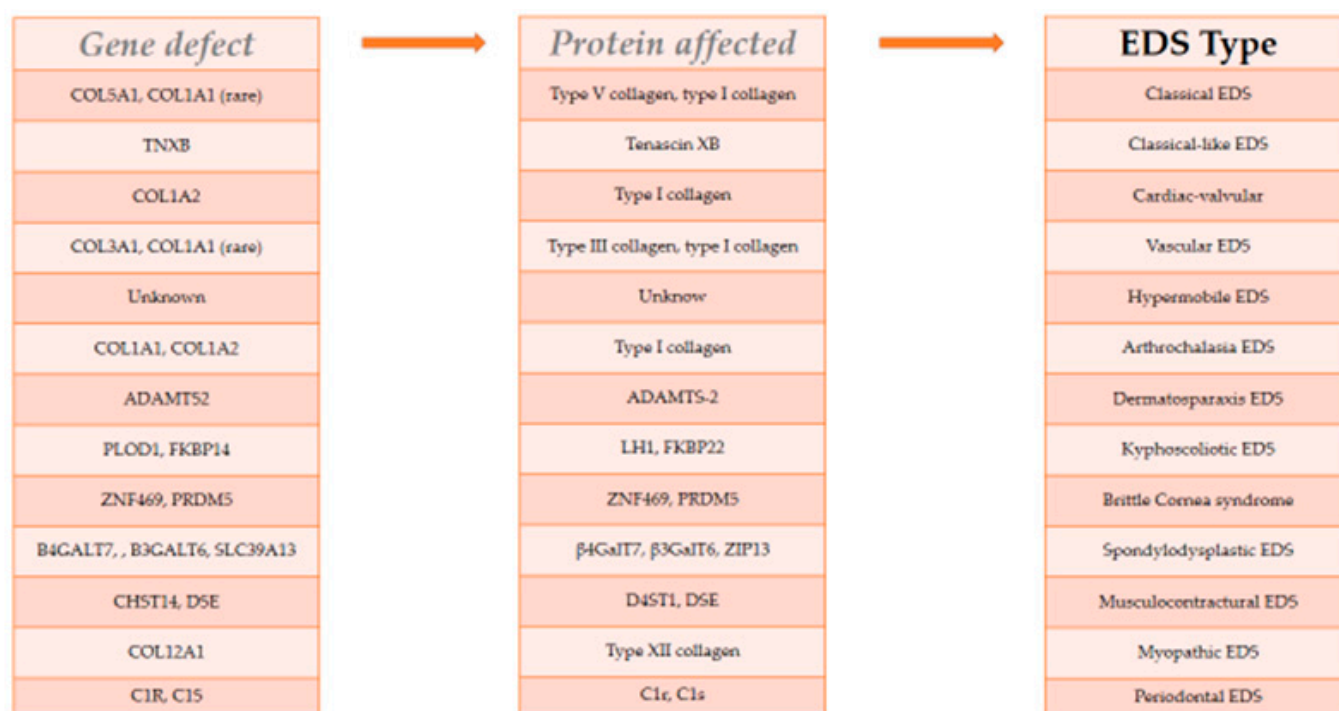 Gene defect Protein affected EDS Type
COL5A1, COL1A1 (rare) Type V collagen, type I collagen Classical EDS
TNXB Tenascin XB Classical-like EDS
COL1A2 Type I collagen Cardiac-valvular
COL3A1, COL1A1 (rare) Type III collagen, type I collagen Vascular EDS
Unknown Unknow Hypermobile EDS
COL1A1, COL1A2 Type I collagen Arthrochalasia EDS
ADAMTS2 ADAMTS-2 Dermatosparaxis EDS
PLOD1, FKBP14 LH1, FKBP22 Kyphoscoliotic EDS
ZNF469, PRDM5 ZNF469, PRDM5 Brittle Cornea syndrome
B4GALT7, , B3GALT6, SLC39A13 β4GalT7, β3GalT6, ZIP13 Spondylodysplastic EDS
CHST14, DSE D4ST1, DSE Musculocontractural EDS
COL12A1 Type XII collagen Myopathic EDS
C1R, C1S C1r, C1s Periodontal EDS